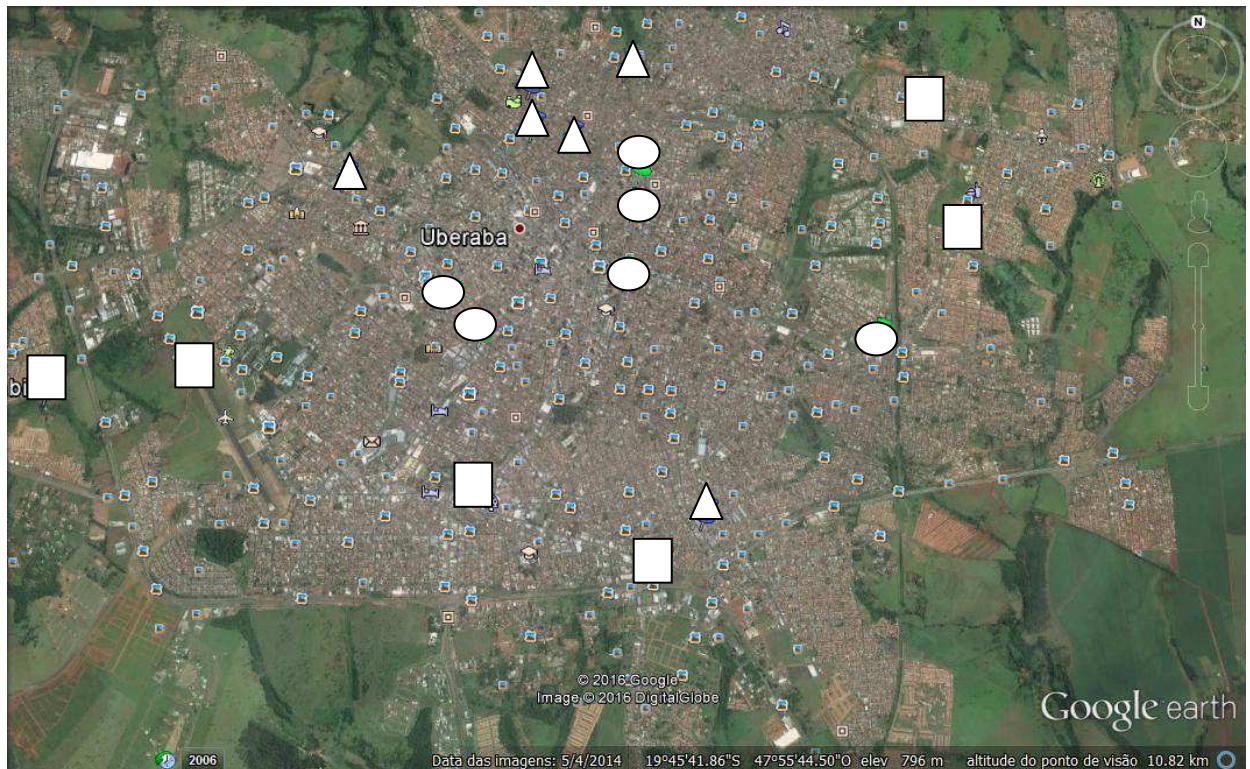 N
Uberaba
bi
© 2016 Google
Image © 2016 DigitalGlobe
Google earth
2006
Data das imagens: 5/4/2014 19°45'41.86"S 47°55'44.50"O elev 796 m altitude do ponto de visão 10.82 km